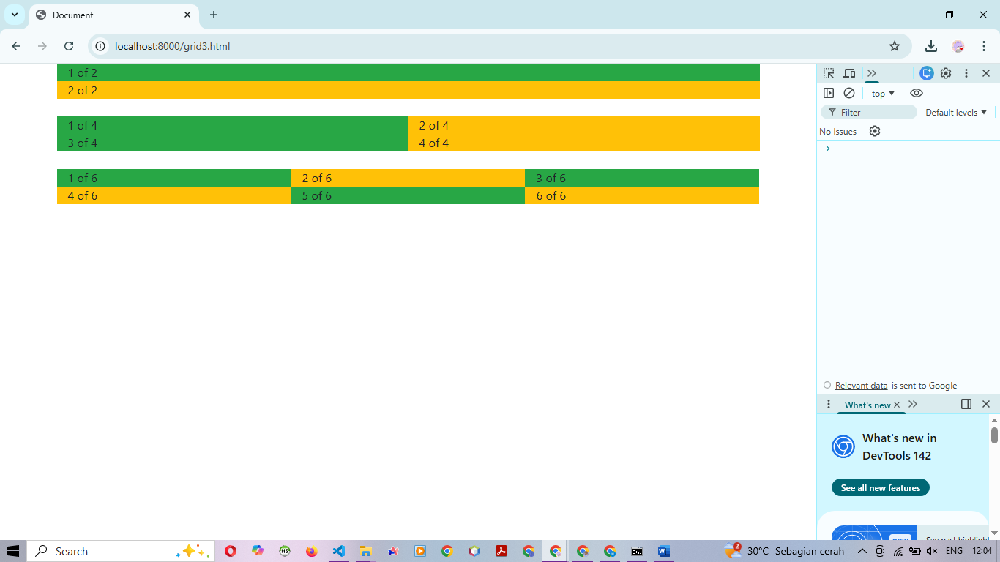 Document
localhost:8000/grid3.html
1 of 2
2 of 2
1 of 4
2 of 4
3 of 4
4 of 4
1 of 6
2 of 6
3 of 6
4 of 6
5 of 6
6 of 6
top
Filter
Default levels
No Issues
Relevant data is sent to Google
What's new
What's new in
DevTools 142
See all new features
now
See past highlight
Search
2
30°C Sebagian cerah
ENG
12:04